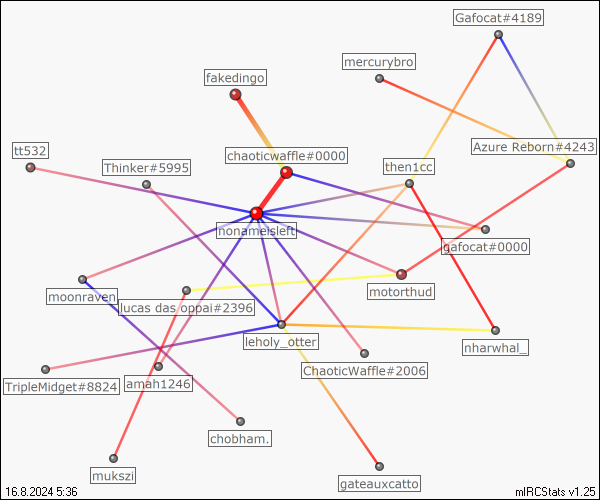 Gafocat#4189
mercurybro
fakedingo
tt532
Azure Reborn#4243
chaoticwaffle#0000
Thinker#5995
then1cc
nonameisleft
gafocat#0000
motorthud
moonraven
lucas das oppai#2396
leholy_otter
nharwhal_
ChaoticWaffle#2006
TripleMidget#8824
amah1246
chobham.
mukszi
gateauxcatto
16.8.2024 5:36
mIRCStats v1.25